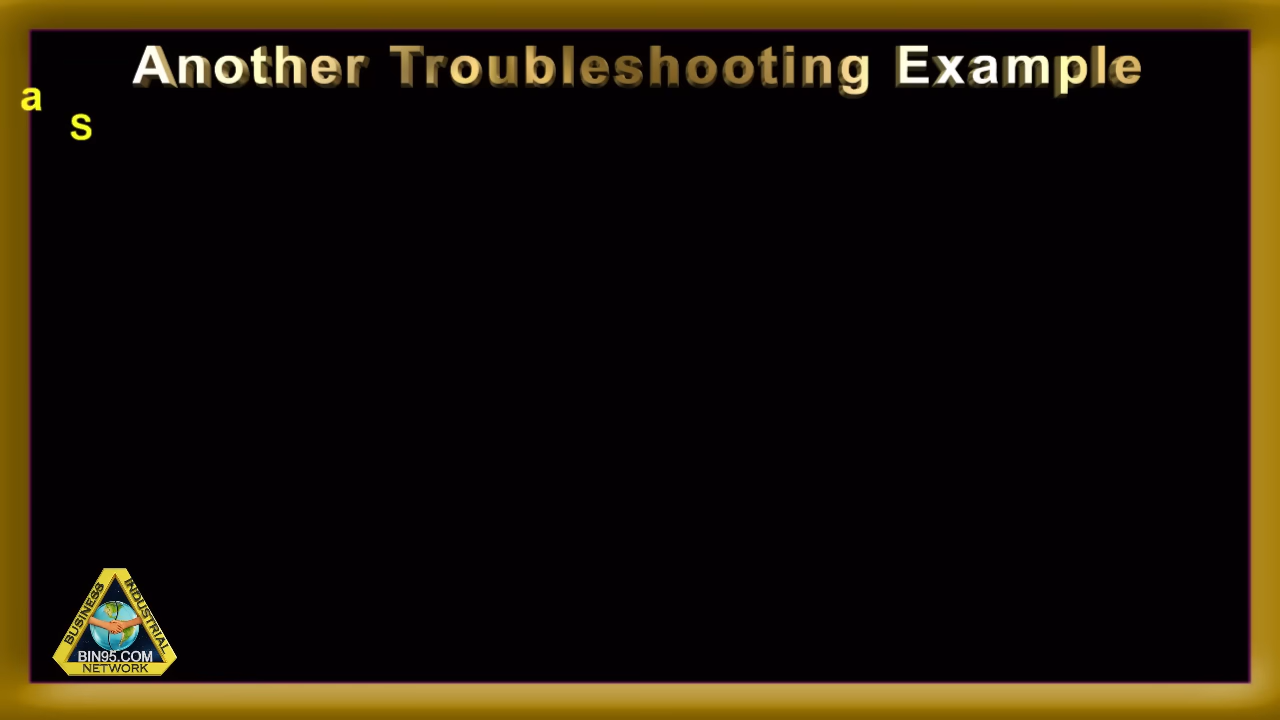 Another Troubleshooting Example
a
S
BUSINESS
INDUSTRIAL
BIN95.COM
NETWORK